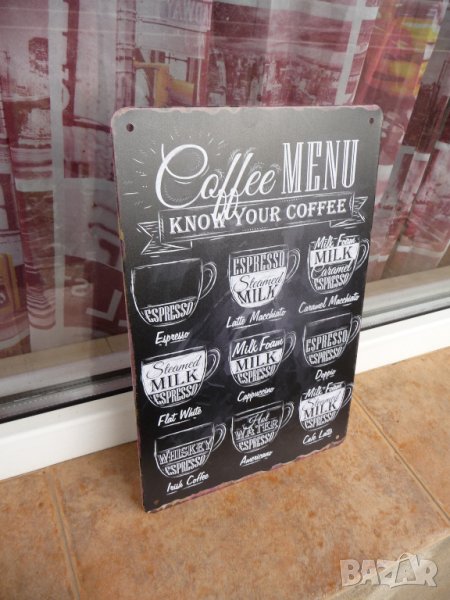 Coffee MENU
KNOW YOUR COFFEE
ESPRESSO
Espresso
ESPRESSO
Steamed
MILK
Latte Macchiato
Milk Foam
MILK
Caramel
ESPRESSO
Caramel Macchiato
Steamed
MILK
ESPRESSO
Flat White
Milk Foam
MILK
ESPRESSO
Cappuccino
ESPRESSO
ESPRESSO
Doppio
WHISKEY
ESPRESSO
Irish Coffee
Hot
WATER
ESPRESSO
Americano
Milk Foam
Steamed
MILK
ESPRESSO
Cafe Latte
BAZAR